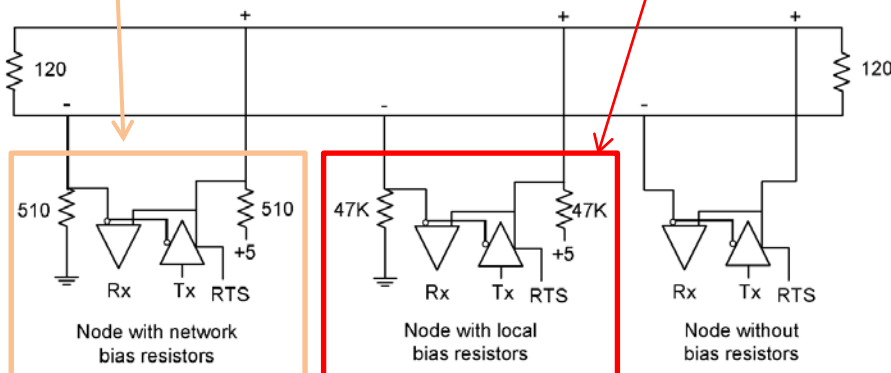 + + +
120 120
- - -
510 510 47K 47K
+5 +5
Rx Tx RTS Rx Tx RTS Rx Tx RTS
Node with network
bias resistors
Node with local
bias resistors
Node without
bias resistors